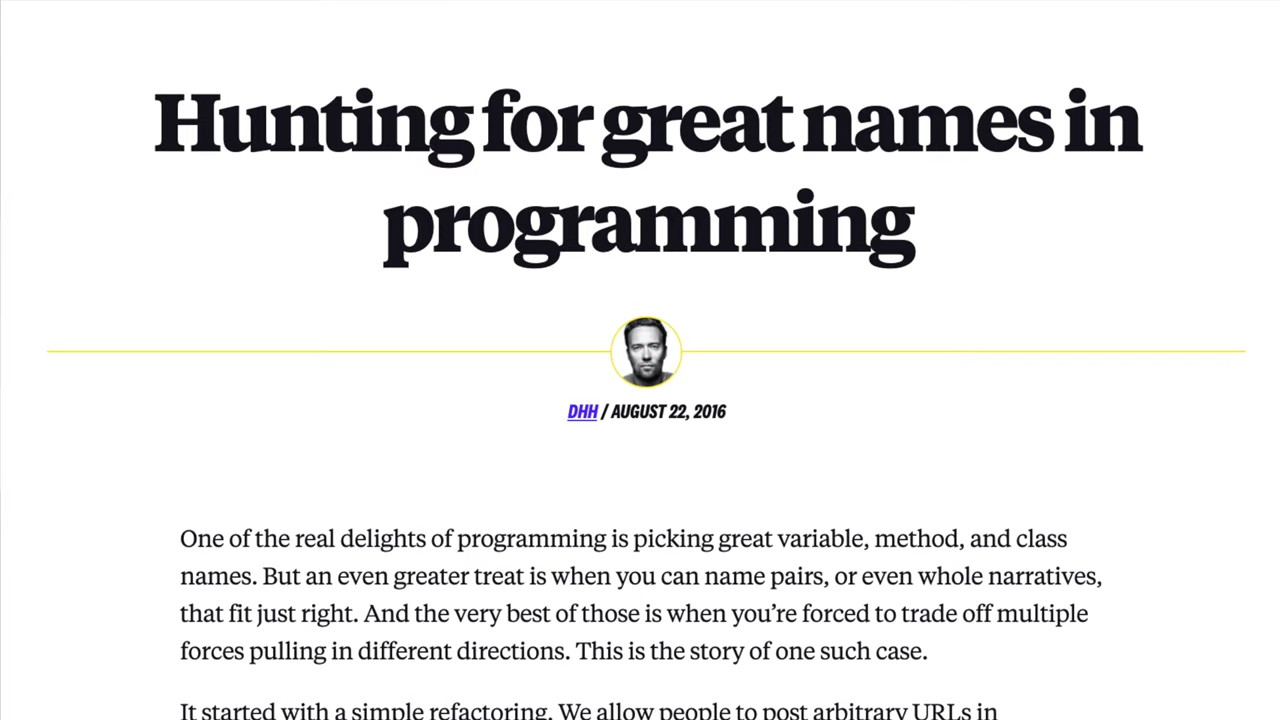 Hunting for great names in
programming
DHH / AUGUST 22, 2016
One of the real delights of programming is picking great variable, method, and class
names. But an even greater treat is when you can name pairs, or even whole narratives,
that fit just right. And the very best of those is when you’re forced to trade off multiple
forces pulling in different directions. This is the story of one such case.
It started with a simple refactoring. We allow people to post arbitrary URLs in